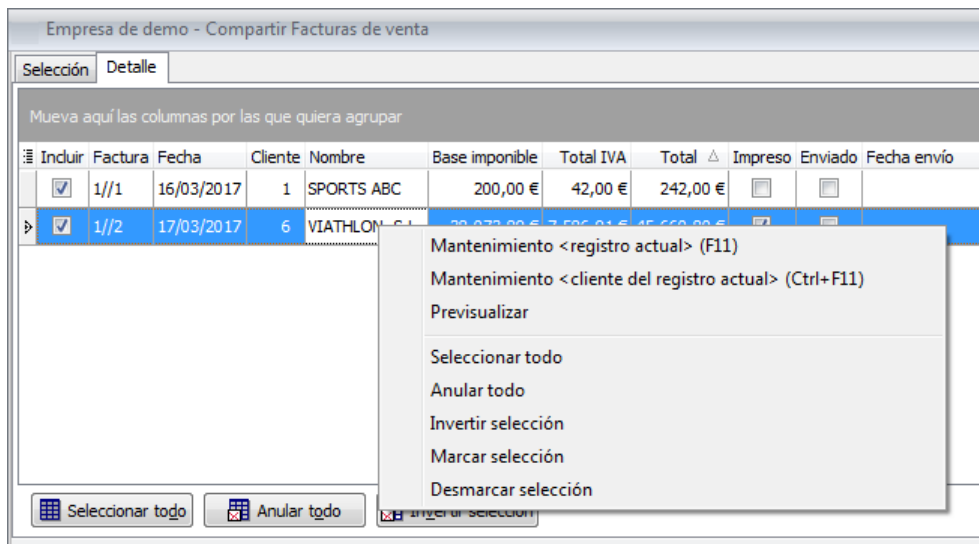 Empresa de demo - Compartir Facturas de venta
Selección Detalle
Mueva aquí las columnas por las que quiera agrupar
Incluir Factura Fecha Cliente Nombre Base imponible Total IVA Total Impreso Enviado Fecha envío
1//1 16/03/2017 1 SPORTS ABC 200,00 € 42,00 € 242,00 €
1//2 17/03/2017 6 VIATHLON
Mantenimiento <registro actual> (F11)
Mantenimiento <cliente del registro actual> (Ctrl+F11)
Previsualizar
Seleccionar todo
Anular todo
Invertir selección
Marcar selección
Desmarcar selección
Seleccionar todo Anular todo Invertir selección